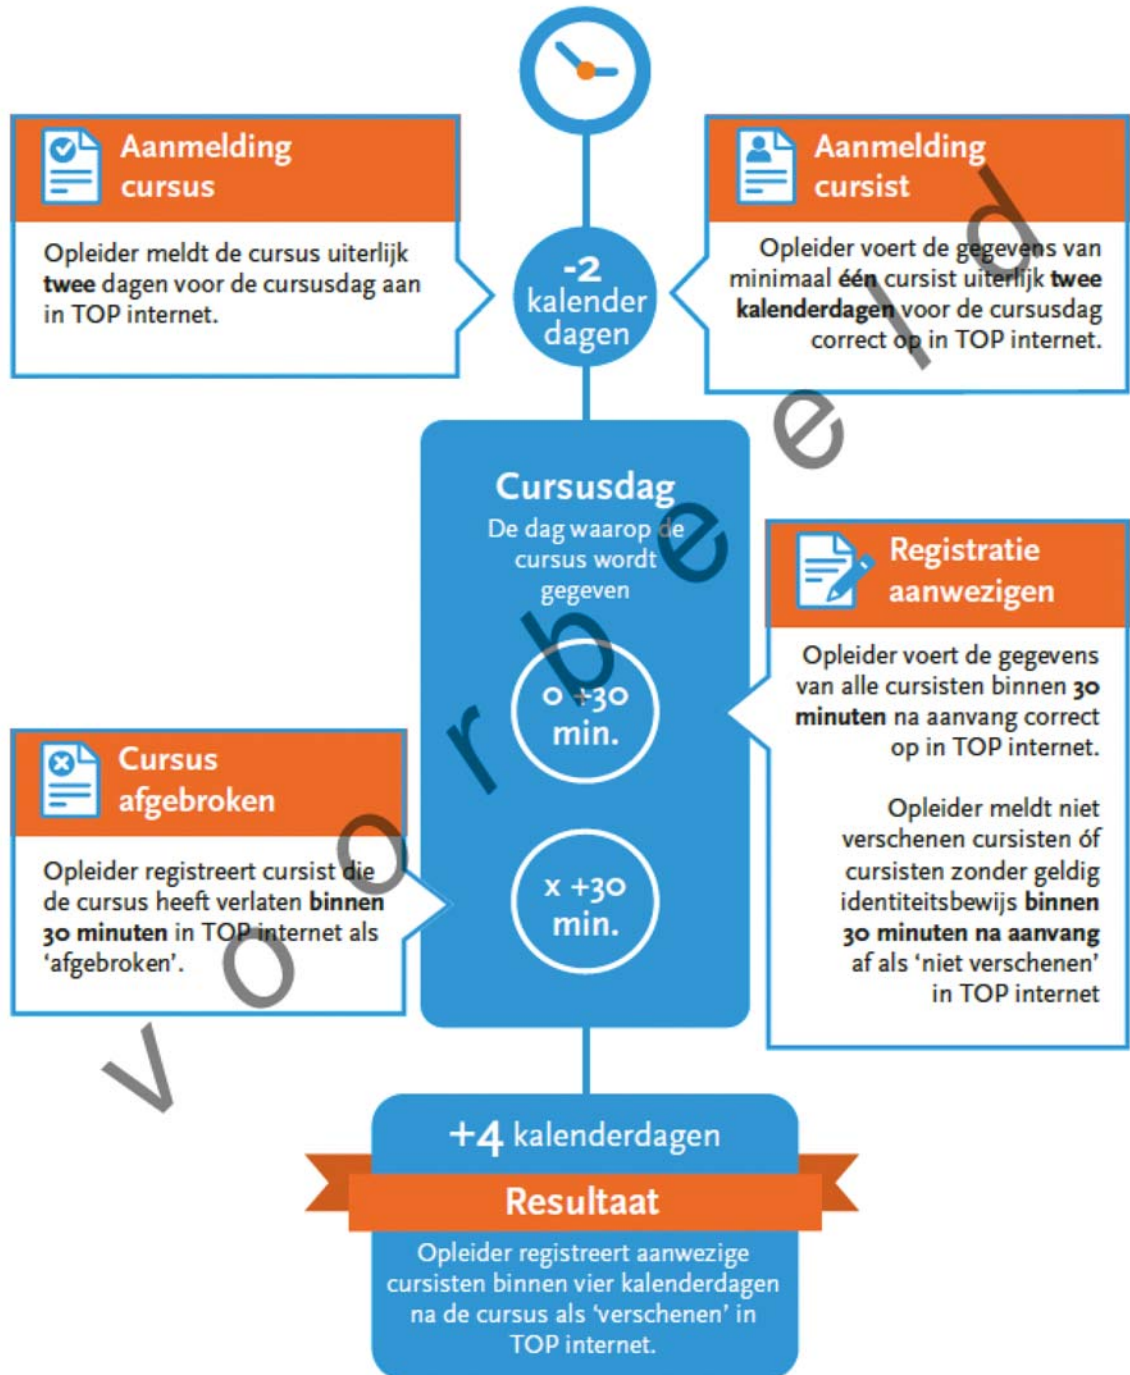 Aanmelding
cursus
Opleider meldt de cursus uiterlijk
twee dagen voor de cursusdag aan
in TOP internet.
-2
kalender
dagen
Aanmelding
cursist
Opleider voert de gegevens van
minimaal één cursist uiterlijk twee
kalenderdagen voor de cursusdag
correct op in TOP internet.
Cursusdag
De dag waarop de
cursus wordt
gegeven
0 +30
min.
x +30
min.
Registratie
aanwezigen
Opleider voert de gegevens
van alle cursisten binnen 30
minuten na aanvang correct
op in TOP internet.
Opleider meldt niet
verschenen cursisten óf
cursisten zonder geldig
identiteitsbewijs binnen
30 minuten na aanvang
af als ‘niet verschenen’
in TOP internet
Cursus
afgebroken
Opleider registreert cursist die
de cursus heeft verlaten binnen
30 minuten in TOP internet als
‘afgebroken’.
+4 kalenderdagen
Resultaat
Opleider registreert aanwezige
cursisten binnen vier kalenderdagen
na de cursus als ‘verschenen’ in
TOP internet.
voorbeeld